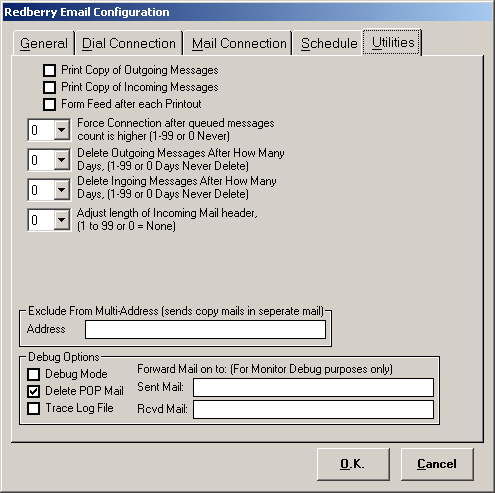 Redberry Email Configuration
General Dial Connection Mail Connection Schedule Utilities
Print Copy of Outgoing Messages
Print Copy of Incoming Messages
Form Feed after each Printout
0 Force Connection after queued messages
count is higher (1-99 or 0 Never)
0 Delete Outgoing Messages After How Many
Days, (1-99 or 0 Days Never Delete)
0 Delete Ingoing Messages After How Many
Days, (1-99 or 0 Days Never Delete)
0 Adjust length of Incoming Mail header,
(1 to 99 or 0 = None)
Exclude From Multi-Address (sends copy mails in seperate mail)
Address
Debug Options
Debug Mode Forward Mail on to: (For Monitor Debug purposes only)
Delete POP Mail Sent Mail:
Trace Log File Rcvd Mail:
O.K. Cancel